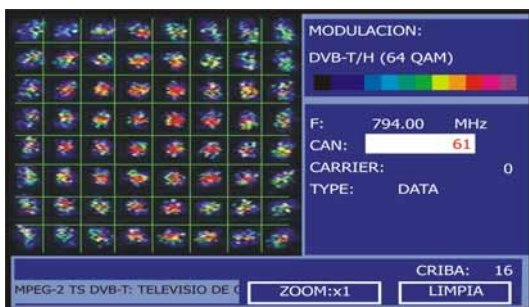 MODULACION:
DVB-T/H (64 QAM)
F: 794.00 MHz
CAN: 61
CARRIER: 0
TYPE: DATA
CRIBA: 16
MPEG-2 TS DVB-T: TELEVISIO DE
ZOOM:x1
LIMPIA